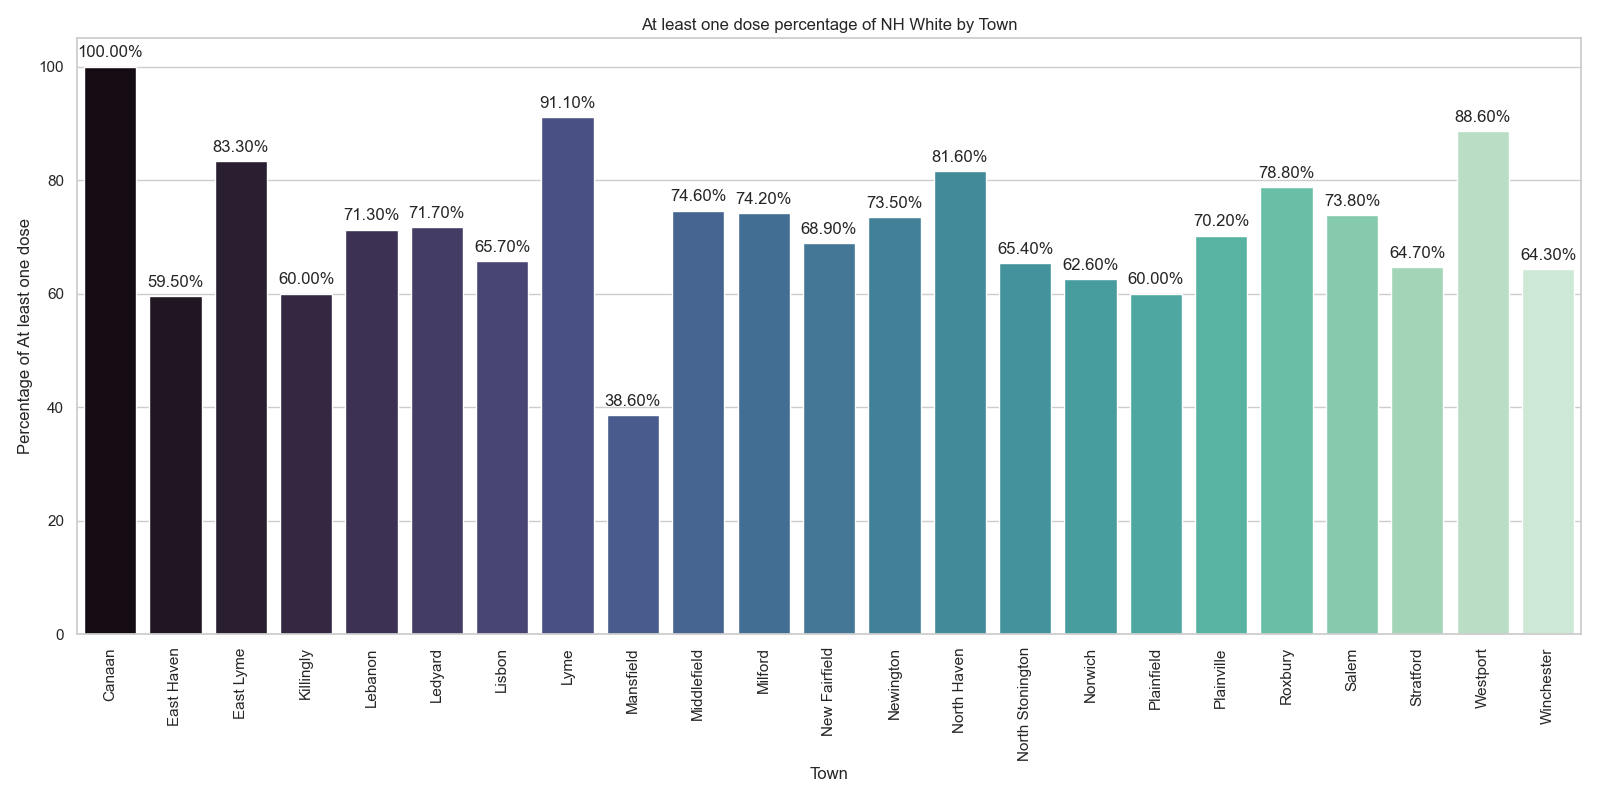 At least one dose percentage of NH White by Town
Percentage of At least one dose
100
80
60
40
20
0
100.00%
59.50%
83.30%
60.00%
71.30%
71.70%
65.70%
91.10%
38.60%
74.60%
74.20%
68.90%
73.50%
81.60%
65.40%
62.60%
60.00%
70.20%
78.80%
73.80%
64.70%
88.60%
64.30%
Canaan
East Haven
East Lyme
Killingly
Lebanon
Ledyard
Lisbon
Lyme
Mansfield
Middlefield
Milford
New Fairfield
Newington
North Haven
North Stonington
Norwich
Plainfield
Plainville
Roxbury
Salem
Stratford
Westport
Winchester
Town